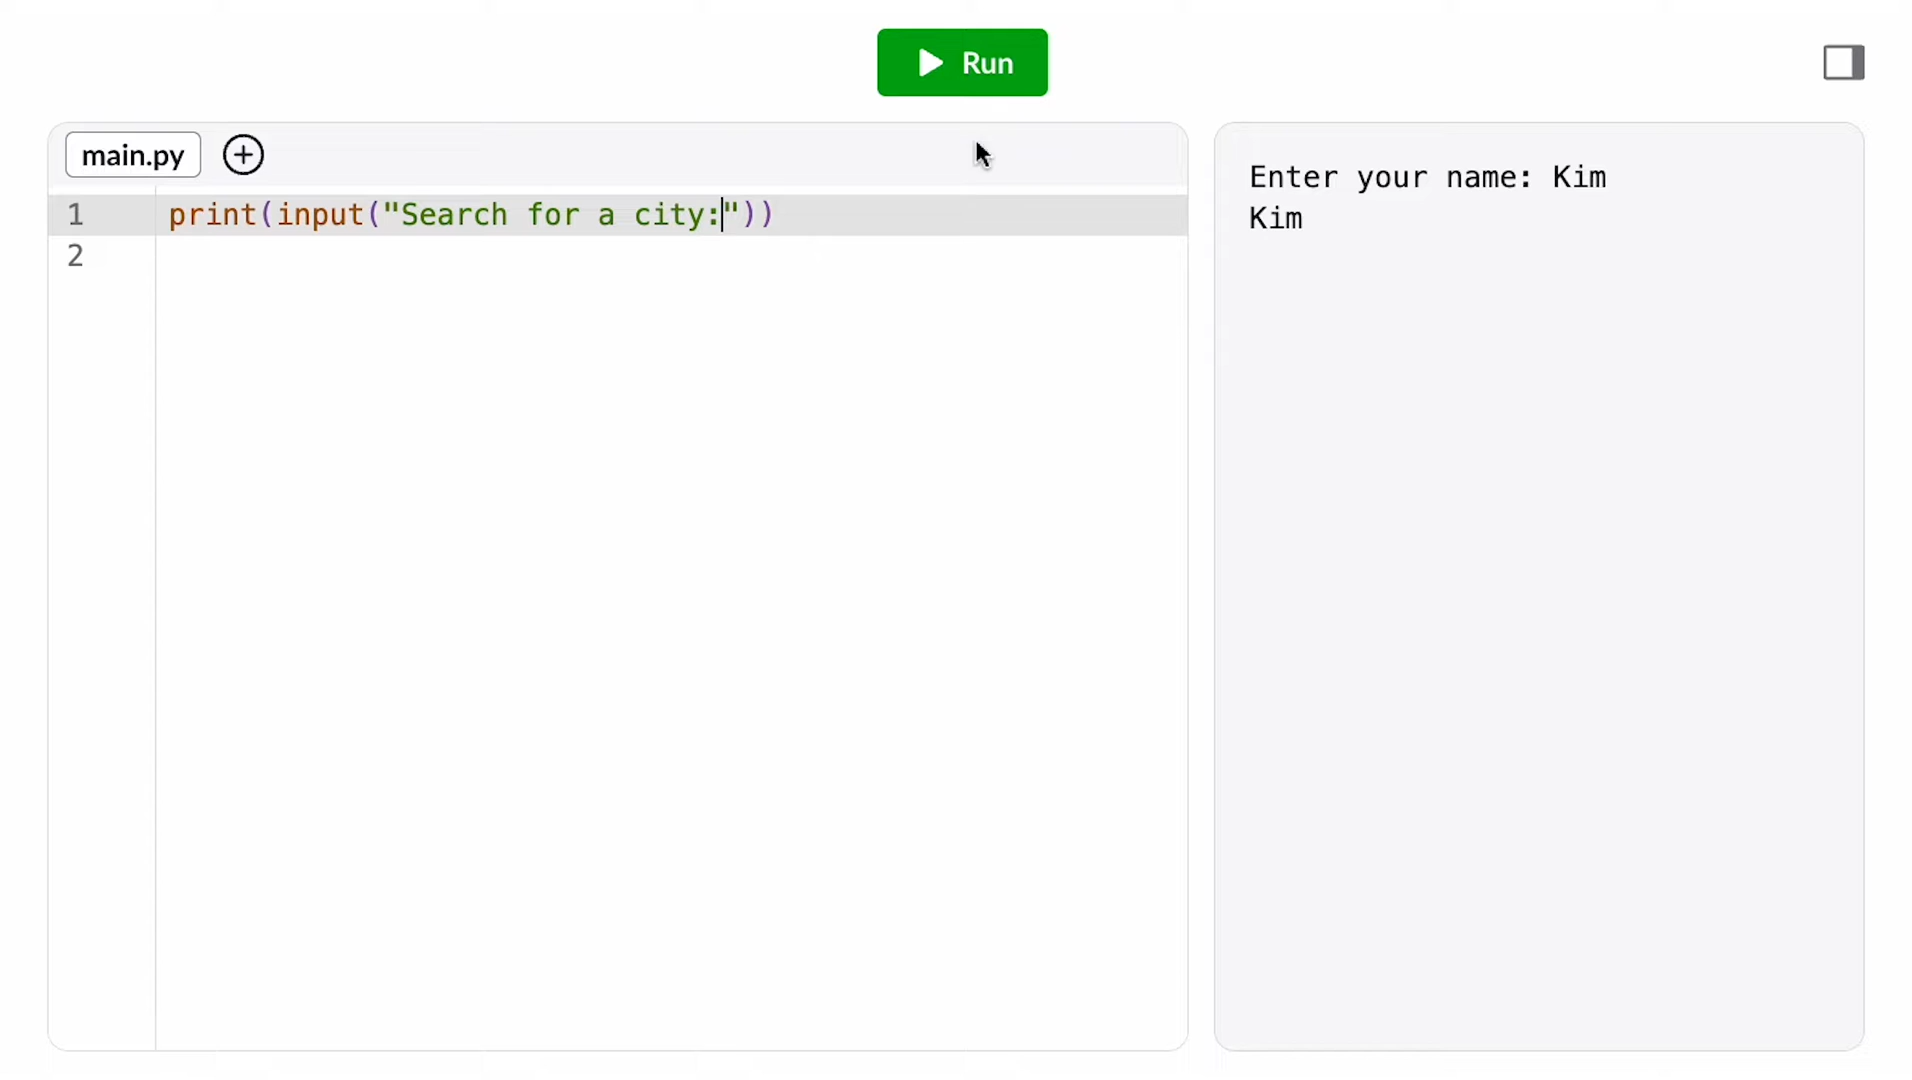 Run
main.py
1 print(input("Search for a city:"))
2
Enter your name: Kim
Kim